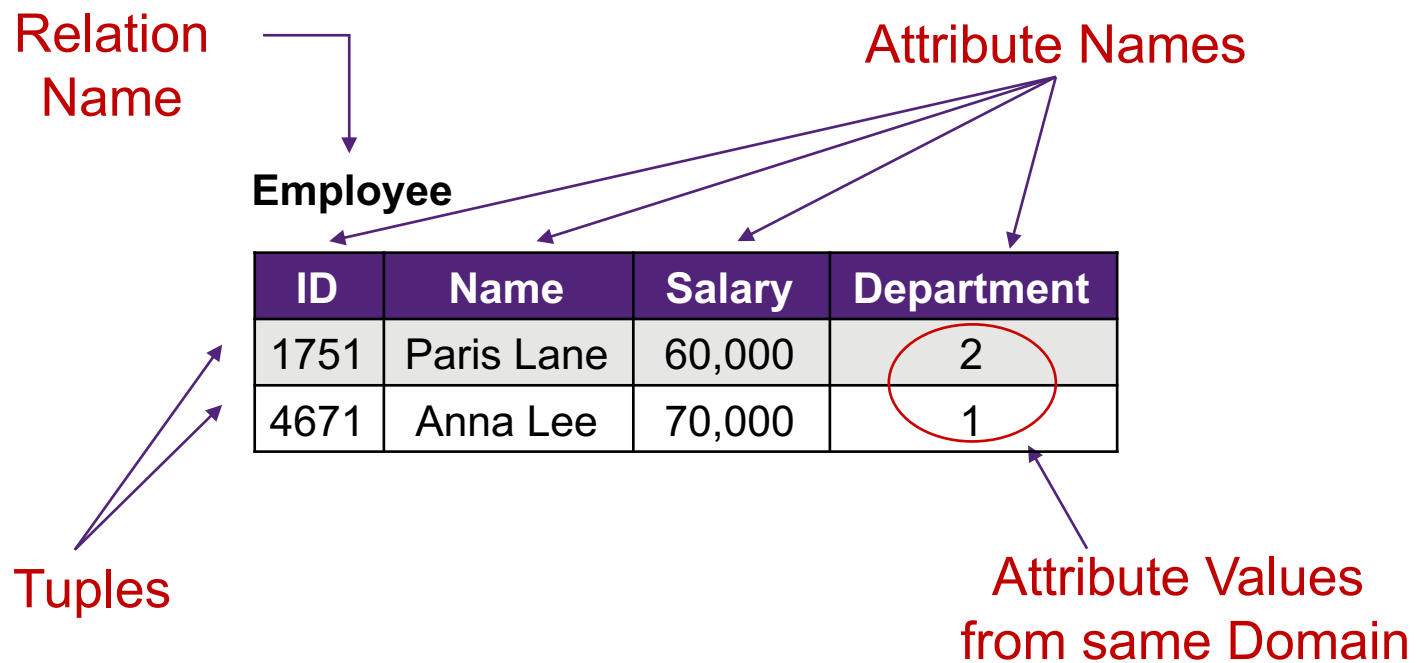 Relation
Name
Attribute Names
Employee
ID Name Salary Department
1751 Paris Lane 60,000 2
4671 Anna Lee 70,000 1
Tuples
Attribute Values
from same Domain